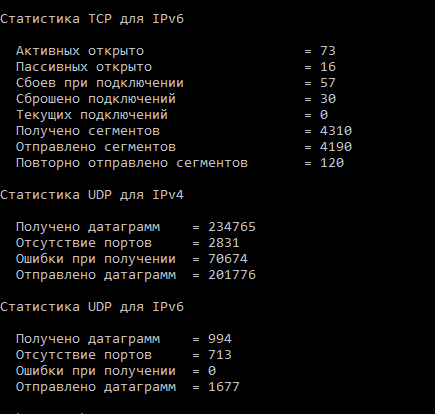 Статистика TCP для IPv6
Активных открыто = 73
Пассивных открыто = 16
Сбоев при подключении = 57
Сброшено подключений = 30
Текущих подключений = 0
Получено сегментов = 4310
Отправлено сегментов = 4190
Повторно отправлено сегментов = 120
Статистика UDP для IPv4
Получено датаграмм = 234765
Отсутствие портов = 2831
Ошибки при получении = 70674
Отправлено датаграмм = 201776
Статистика UDP для IPv6
Получено датаграмм = 994
Отсутствие портов = 713
Ошибки при получении = 0
Отправлено датаграмм = 1677